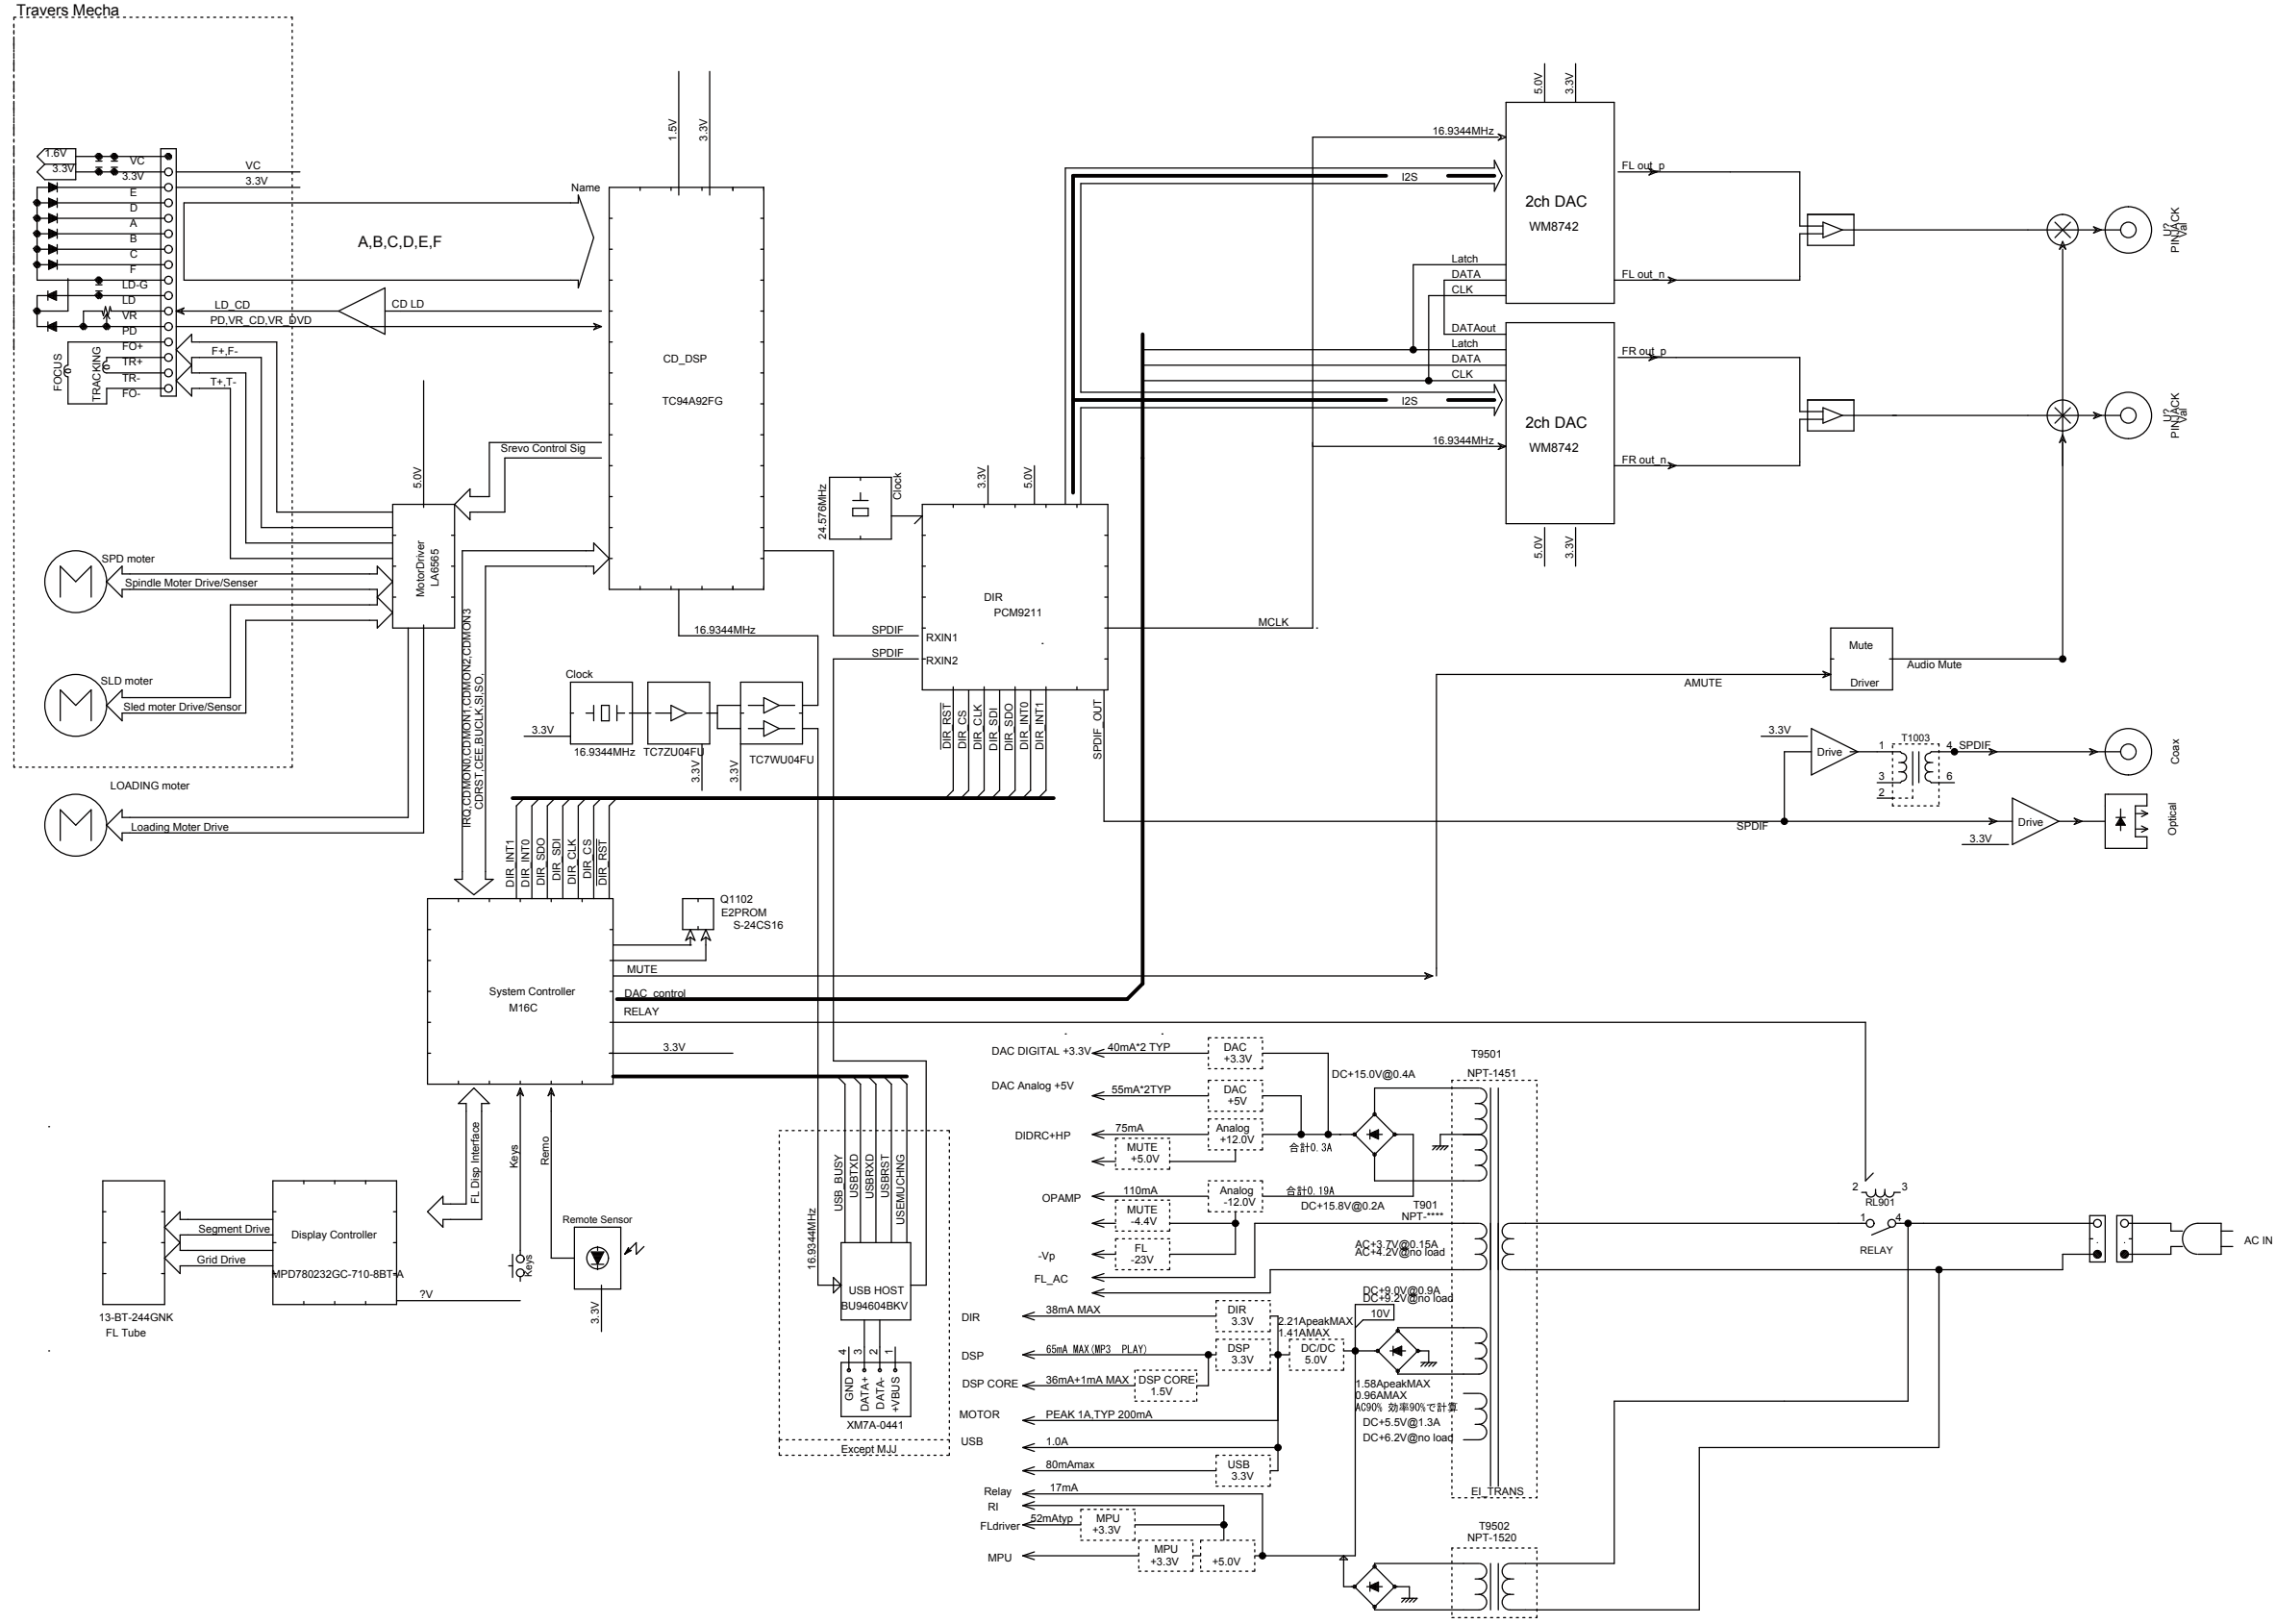 Travers Mecha
1.6V
3.3V
VC
3.3V
E
D
A
B
C
F
LD-G
LD
VR
PD
FO+
TR+
TR-
FO-
FOCUS
TRACKING
VC
3.3V
A,B,C,D,E,F
Name
LD_CD
CD LD
PD,VR_CD,VR_DVD
F+,F-
T+,T-
1.5V
3.3V
CD_DSP
TC94A92FG
Srevo Control Sig
5.0V
MotorDriver
LA6565
SPD moter
Spindle Moter Drive/Senser
SLD moter
Sled moter Drive/Sensor
LOADING moter
Loading Moter Drive
IRQ,CDMON0,CDMON1,CDMON2,CDMON3
CDRST,CEE,BUCLK,SI,SO,
24.576MHz
Clock
3.3V
5.0V
DIR
PCM9211
SPDIF
RXIN1
SPDIF
RXIN2
16.9344MHz
Clock
3.3V
16.9344MHz
TC7ZU04FU
3.3V
3.3V
TC7WU04FU
DIR_RST
DIR_CS
DIR_CLK
DIR_SDI
DIR_SDO
DIR_INT0
DIR_INT1
SPDIF_OUT
MCLK
5.0V
3.3V
16.9344MHz
I2S
2ch DAC
WM8742
Latch
DATA
CLK
FL out_p
FL out_n
DATAout
Latch
DATA
CLK
I2S
16.9344MHz
2ch DAC
WM8742
FR out_p
FR out_n
5.0V
3.3V
U?
PINJACK
Val
U?
PINJACK
Val
Mute
Driver
Audio Mute
AMUTE
3.3V
Drive
T1003
1
3
2
4
6
SPDIF
Coax
SPDIF
Drive
3.3V
Optical
DIR_INT1
DIR_INT0
DIR_SDO
DIR_SDI
DIR_CLK
DIR_CS
DIR_RST
Q1102
E2PROM
S-24CS16
System Controller
M16C
MUTE
DAC_control
RELAY
3.3V
FL Disp Interface
Keys
Remo
Segment Drive
Grid Drive
Display Controller
MPD780232GC-710-8BT-A
?V
13-BT-244GNK
FL Tube
Keys
Remote Sensor
3.3V
16.9344MHz
USB_BUSY
USBTXD
USBRXD
USBRST
USEMUCHNG
USB HOST
BU94604BKV
4
3
2
1
GND
DATA+
DATA-
+VBUS
XM7A-0441
Except MJJ
DAC DIGITAL +3.3V
40mA*2 TYP
DAC
+3.3V
DAC Analog +5V
55mA*2TYP
DAC
+5V
DIDRC+HP
75mA
Analog
+12.0V
MUTE
+5.0V
合計0.3A
DC+15.0V@0.4A
OPAMP
110mA
Analog
-12.0V
合計0.19A
DC+15.8V@0.2A
MUTE
-4.4V
-Vp
FL
-23V
FL_AC
T901
NPT-****
AC+3.7V@0.15A
AC+4.2V@no load
DC+9.0V@0.9A
DC+9.2V@no load
10V
DIR
38mA MAX
DIR
3.3V
2.21ApeakMAX
1.41AMAX
DSP
65mA MAX(MP3 PLAY)
DSP
3.3V
DC/DC
5.0V
DSP CORE
36mA+1mA MAX
DSP CORE
1.5V
1.58ApeakMAX
0.96AMAX
AC90% 効率90%で計算
DC+5.5V@1.3A
DC+6.2V@no load
MOTOR
PEAK 1A,TYP 200mA
USB
1.0A
80mAmax
USB
3.3V
Relay
17mA
RI
FLdriver
52mAtyp
MPU
+3.3V
MPU
MPU
+3.3V
+5.0V
T9501
NPT-1451
EI_TRANS
T9502
NPT-1520
2
3
RL901
1
4
RELAY
AC IN